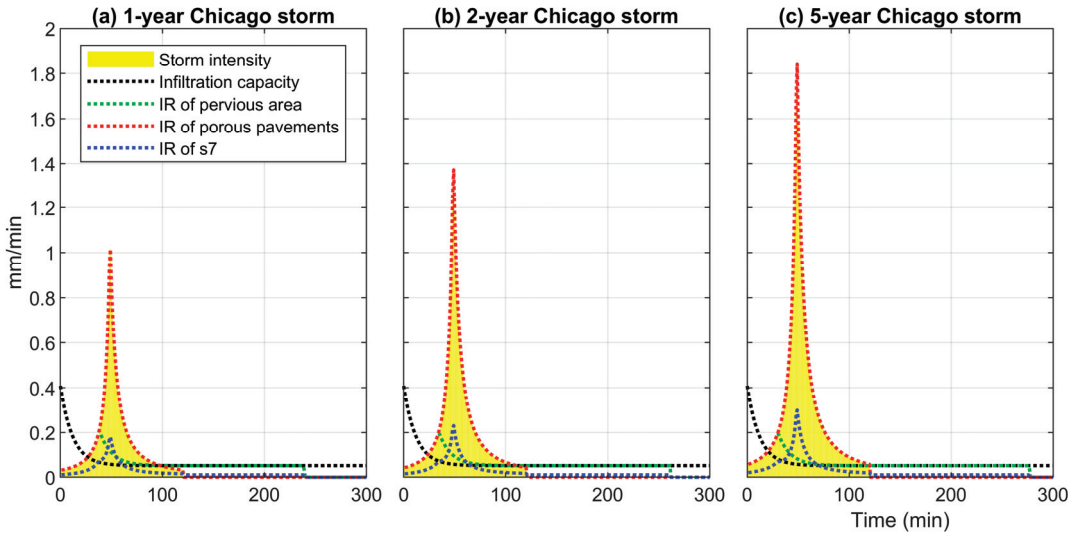 (a) 1-year Chicago storm
(b) 2-year Chicago storm
(c) 5-year Chicago storm
2
1.8
1.6
1.4
1.2
1
0.8
0.6
0.4
0.2
0
mm/min
Storm intensity
Infiltration capacity
IR of pervious area
IR of porous pavements
IR of s7
0 100 200 300
0 100 200 300
0 100 200 300
Time (min)